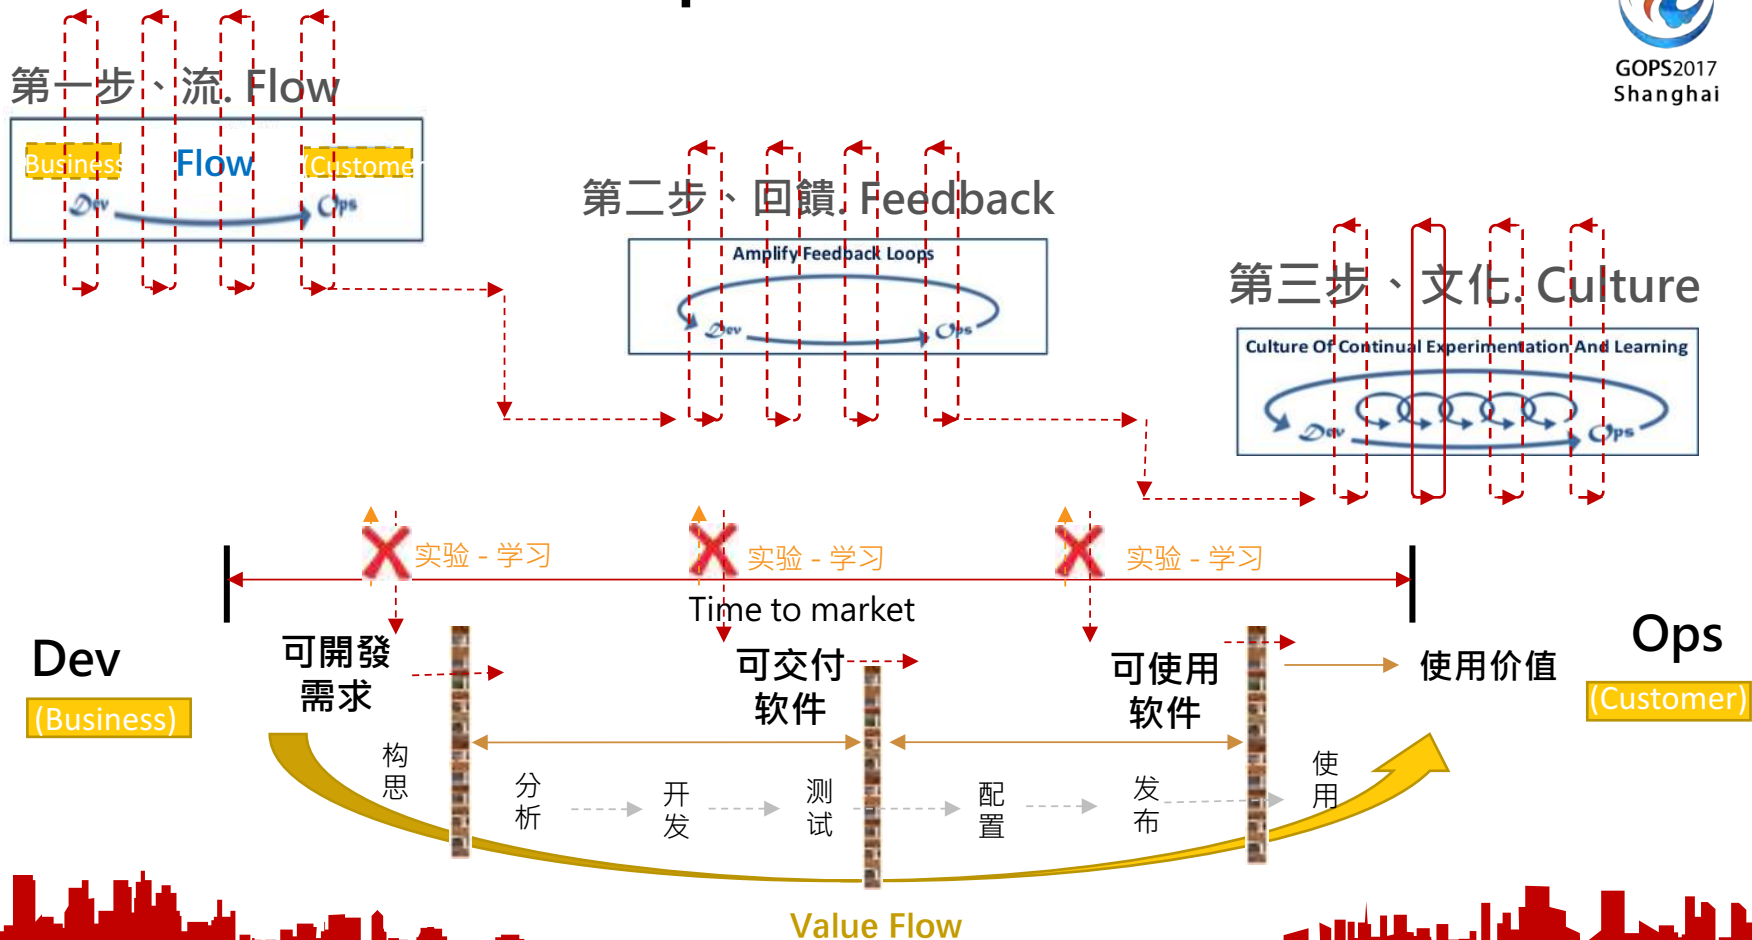 GOPS2017
Shanghai
第一步、流. Flow
Business
Flow
(Custome
Dev
Ops
第二步、回饋. Feedback
Amplify Feedback Loops
Dev
Ops
第三步、文化. Culture
Culture Of Continual Experimentation And Learning
Dev
Ops
实验 - 学习
实验 - 学习
实验 - 学习
Time to market
Dev
(Business)
可開發
需求
可交付
软件
可使用
软件
使用价值
Ops
(Customer)
构思
分析
开发
测试
配置
发布
使用
Value Flow